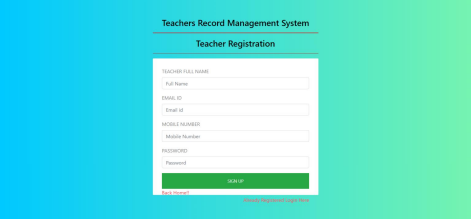 Teachers Record Management System
Teacher Registration
TEACHER FULL NAME
Full Name
EMAIL ID
Email Id
MOBILE NUMBER
Mobile Number
PASSWORD
Password
SIGN UP
Back Home!!
Already Registred? Login Here